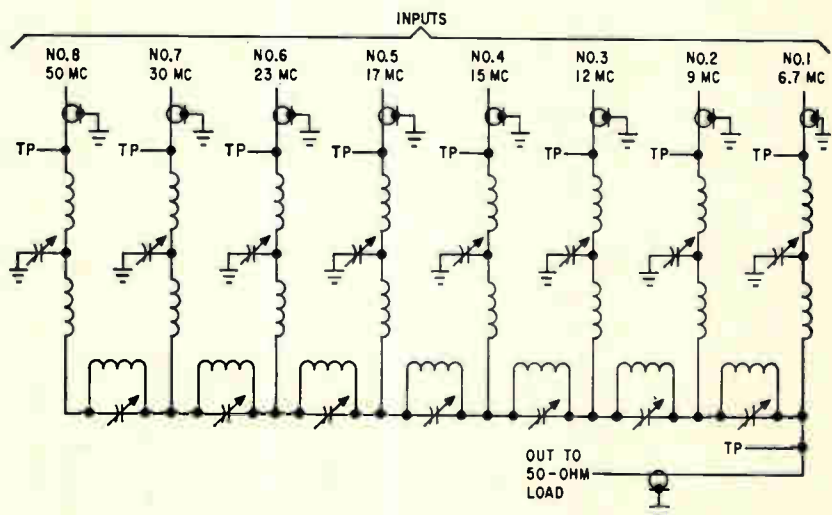 INPUTS
NO.8 NO.7 NO.6 NO.5 NO.4 NO.3 NO.2 NO.1
50 MC 30 MC 23 MC 17 MC 15 MC 12 MC 9 MC 6.7 MC
TP TP TP TP TP TP TP TP
TP
OUT TO
50-OHM
LOAD